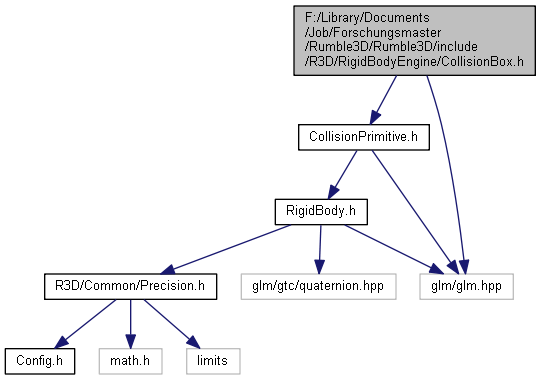 F:/Library/Documents
/Job/Forschungsmaster
/Rumble3D/Rumble3D/include
/R3D/RigidBodyEngine/CollisionBox.h
CollisionPrimitive.h
RigidBody.h
R3D/Common/Precision.h
glm/gtc/quaternion.hpp
glm/glm.hpp
Config.h
math.h
limits